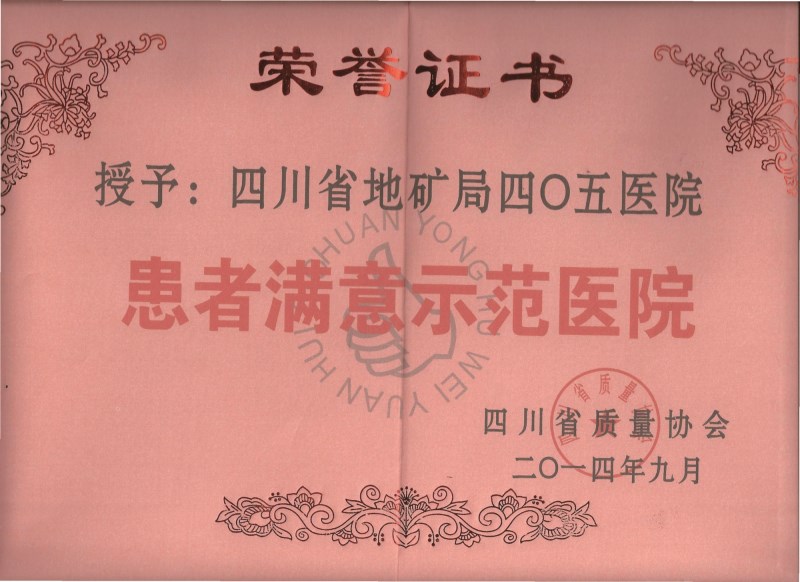 荣誉证书
授予：四川省地矿局四〇五医院
患者满意示范医院
四川省质量协会
二〇一四年九月